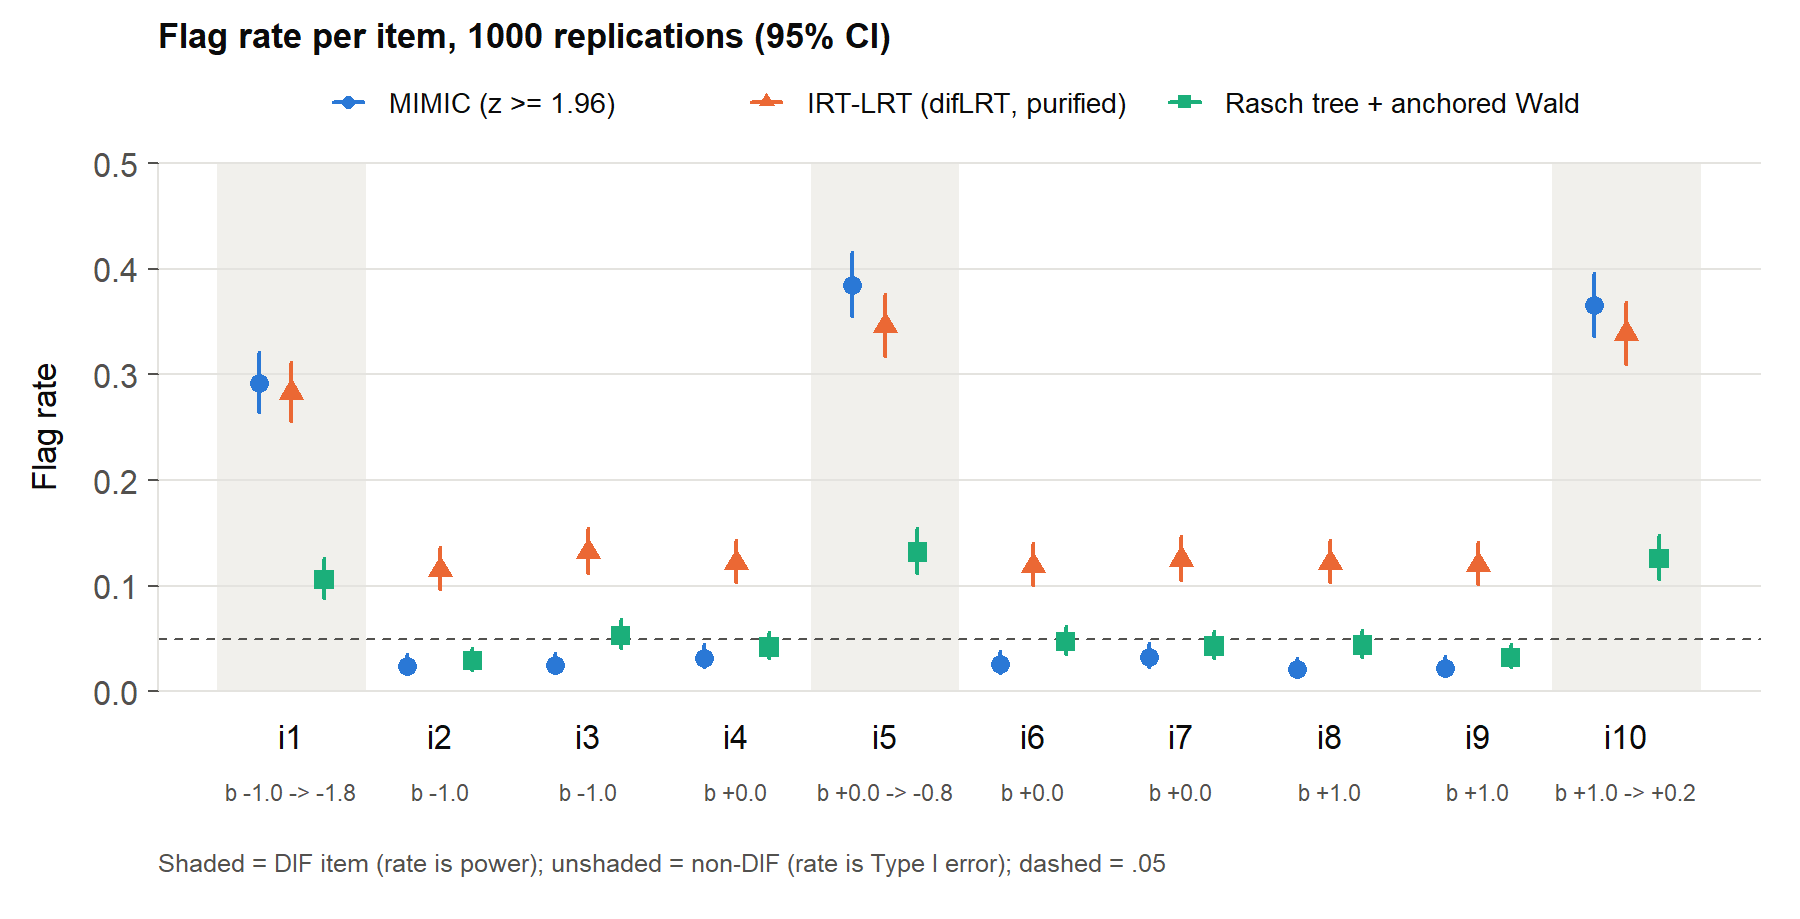 Flag rate per item, 1000 replications (95% CI)
MIMIC (z >= 1.96) IRT-LRT (difLRT, purified) Rasch tree + anchored Wald
Flag rate
0.5
0.4
0.3
0.2
0.1
0.0
i1 i2 i3 i4 i5 i6 i7 i8 i9 i10
b -1.0 -> -1.8 b -1.0 b -1.0 b +0.0 b +0.0 -> -0.8 b +0.0 b +0.0 b +1.0 b +1.0 b +1.0 -> +0.2
Shaded = DIF item (rate is power); unshaded = non-DIF (rate is Type I error); dashed = .05